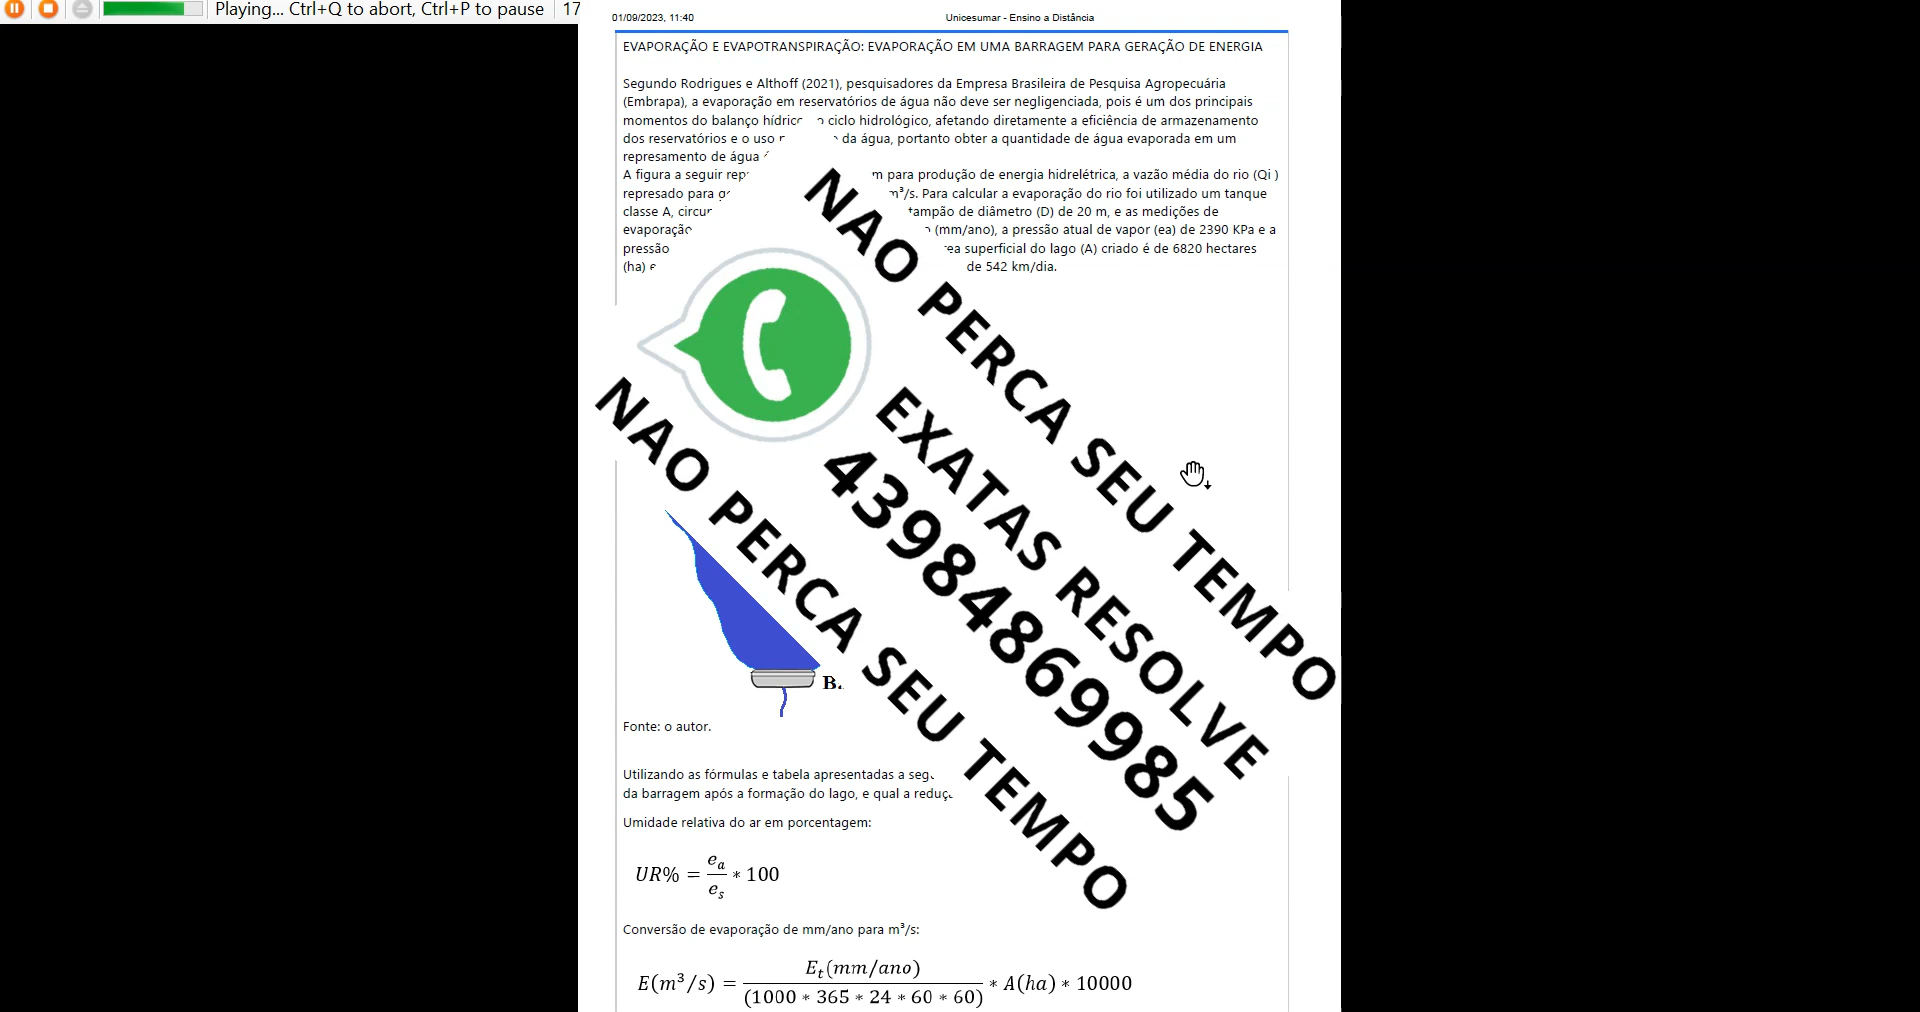 Playing... Ctrl+Q to abort, Ctrl+P to pause
17
01/09/2023, 11:40
Unicesumar - Ensino a Distância
EVAPORAÇÃO E EVAPOTRANSPIRAÇÃO: EVAPORAÇÃO EM UMA BARRAGEM PARA GERAÇÃO DE ENERGIA
Segundo Rodrigues e Althoff (2021), pesquisadores da Empresa Brasileira de Pesquisa Agropecuária
(Embrapa), a evaporação em reservatórios de água não deve ser negligenciada, pois é um dos principais
momentos do balanço ciclo hidrológico, afetando diretamente a eficiência de armazenamento
dos reservatórios e o uso da água, portanto obter a quantidade de água evaporada em um
represamento de água
A figura a seguir para produção de energia hidrelétrica, a vazão média do rio (Qi )
represado para m³/s. Para calcular a evaporação do rio foi utilizado um tanque
classe A, tampão de diâmetro (D) de 20 m, e as medições de
evaporação (mm/ano), a pressão atual de vapor (ea) de 2390 KPa e a
pressão superficial do lago (A) criado é de 6820 hectares
(ha) de 542 km/dia.
NAO PERCA SEU TEMPO
EXATAS RESOLVE
43984869985
NAO PERCA SEU TEMPO
B.
Fonte: o autor.
Utilizando as fórmulas e tabela apresentadas a
da barragem após a formação do lago, e qual a
Umidade relativa do ar em porcentagem:
UR% = e_a / e_s * 100
Conversão de evaporação de mm/ano para m³/s:
E(m³/s) = E_t(mm/ano) / (1000 * 365 * 24 * 60 * 60) * A(ha) * 10000